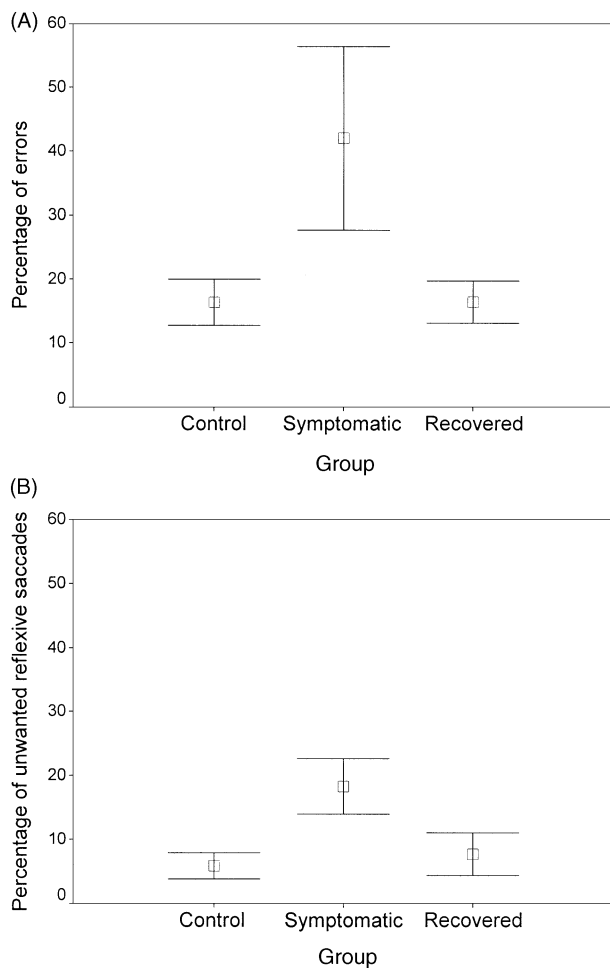 (A)
Percentage of errors
60
50
40
30
20
10
0
Control Symptomatic Recovered
Group
(B)
Percentage of unwanted reflexive saccades
60
50
40
30
20
10
0
Control Symptomatic Recovered
Group